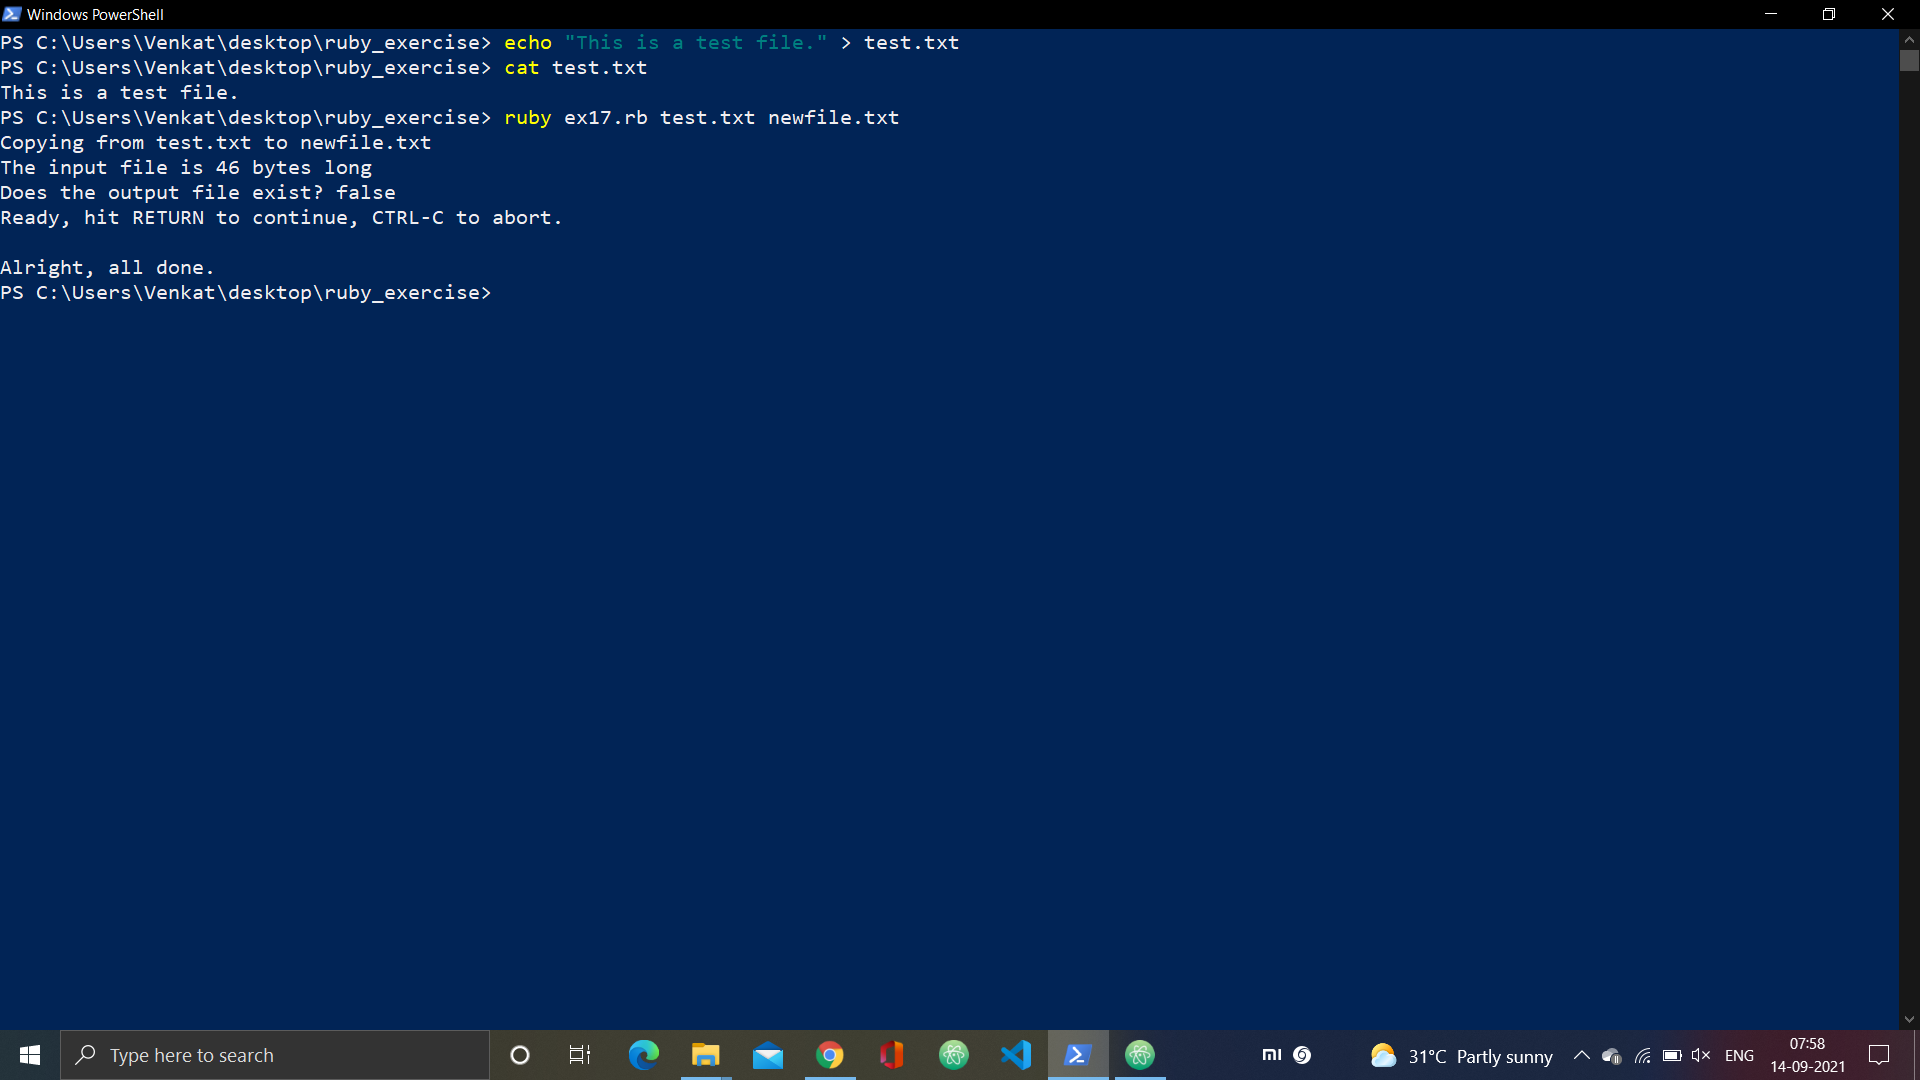 Windows PowerShell
PS C:\Users\Venkat\desktop\ruby_exercise> echo "This is a test file." > test.txt
PS C:\Users\Venkat\desktop\ruby_exercise> cat test.txt
This is a test file.
PS C:\Users\Venkat\desktop\ruby_exercise> ruby ex17.rb test.txt newfile.txt
Copying from test.txt to newfile.txt
The input file is 46 bytes long
Does the output file exist? false
Ready, hit RETURN to continue, CTRL-C to abort.
Alright, all done.
PS C:\Users\Venkat\desktop\ruby_exercise>
Type here to search
mi
31°C Partly sunny
ENG
07:58
14-09-2021